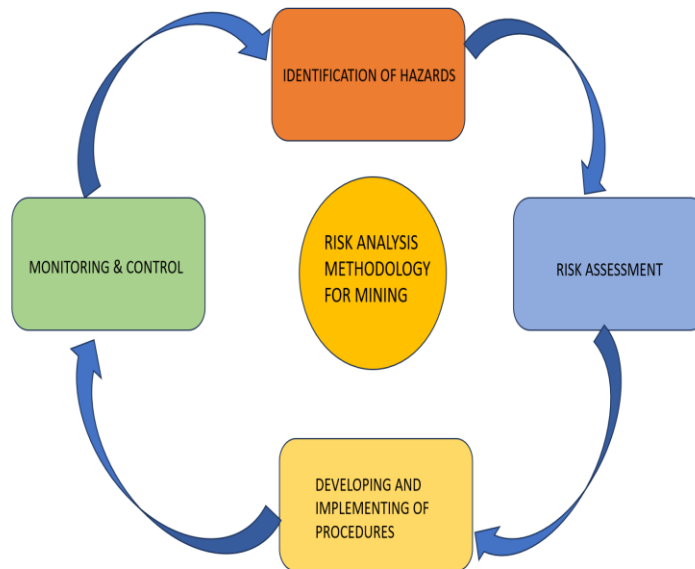 IDENTIFICATION OF HAZARDS
RISK ANALYSIS
METHODOLOGY
FOR MINING
MONITORING & CONTROL
RISK ASSESSMENT
DEVELOPING AND
IMPLEMENTING OF
PROCEDURES